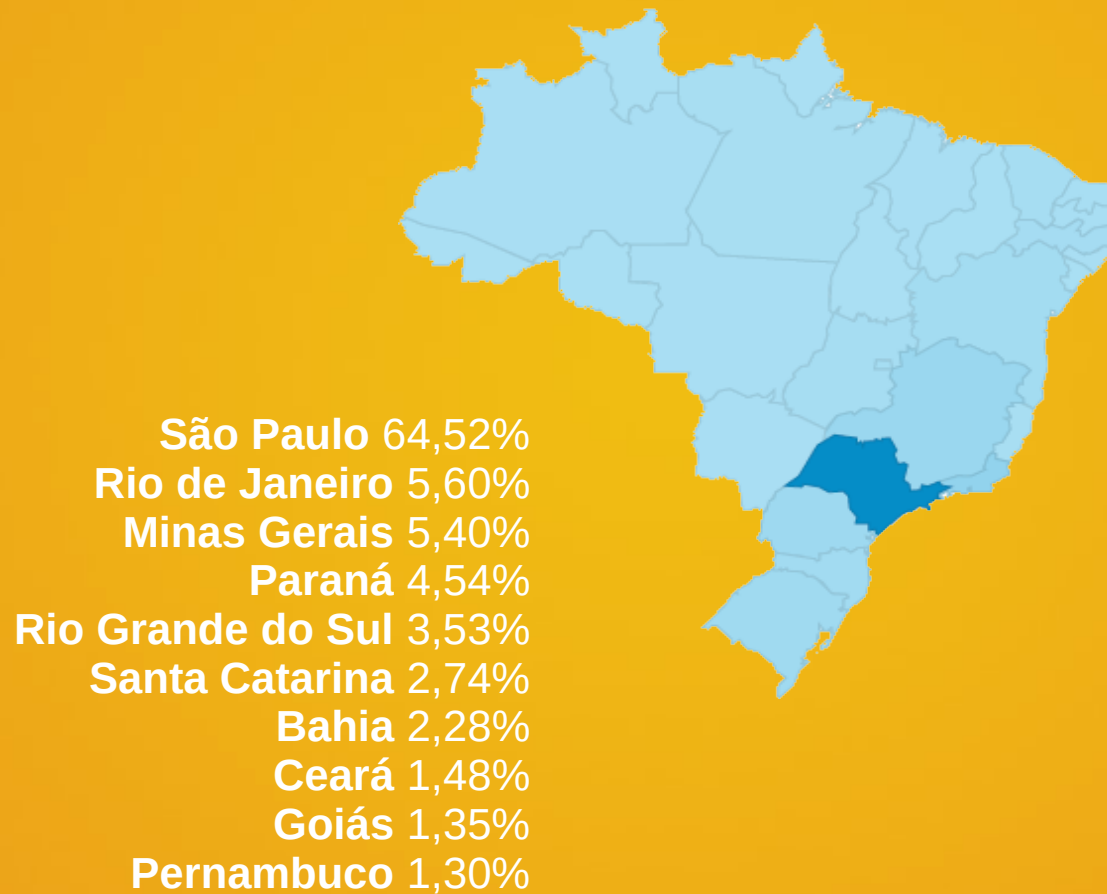 São Paulo 64,52%
Rio de Janeiro 5,60%
Minas Gerais 5,40%
Paraná 4,54%
Rio Grande do Sul 3,53%
Santa Catarina 2,74%
Bahia 2,28%
Ceará 1,48%
Goiás 1,35%
Pernambuco 1,30%